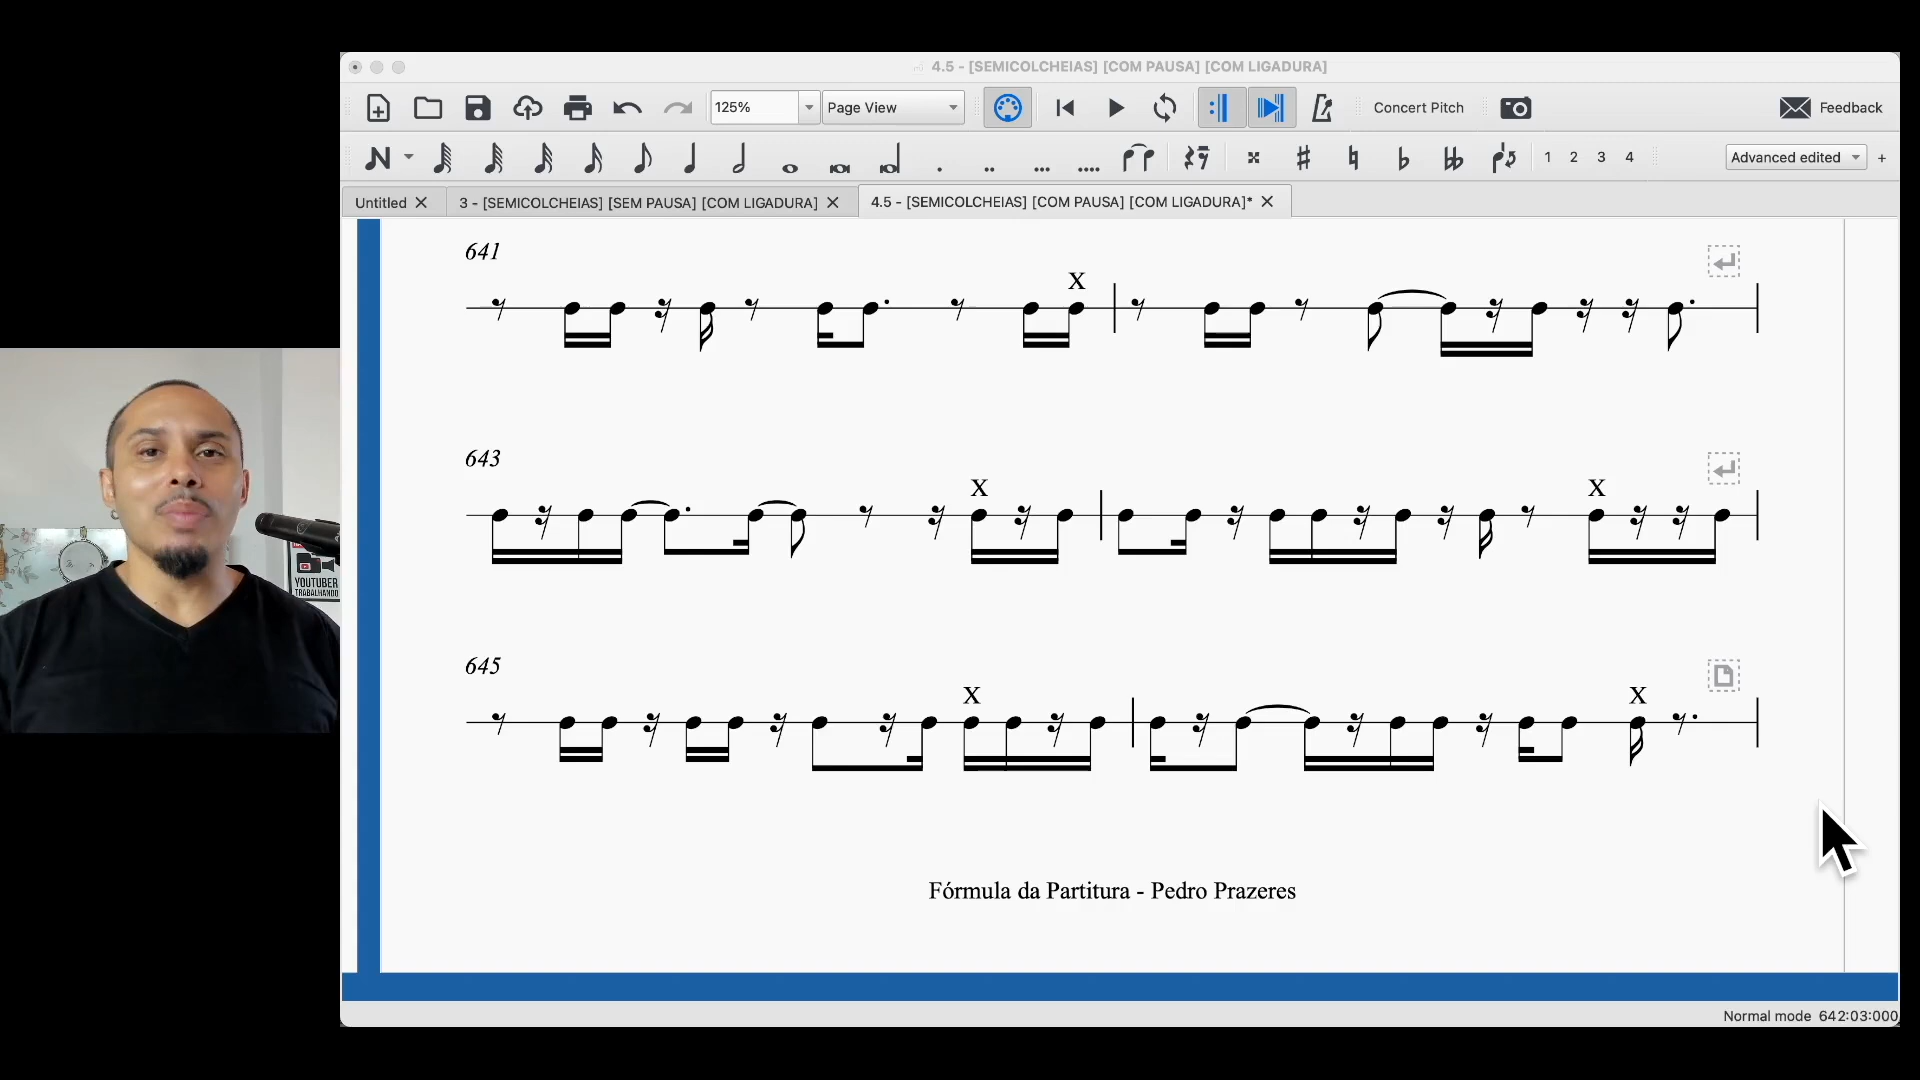 4.5 - [SEMICOLCHEIAS] [COM PAUSA] [COM LIGADURA]
125% Page View Concert Pitch Feedback
1 2 3 4 Advanced edited +
Untitled 3 - [SEMICOLCHEIAS] [SEM PAUSA] [COM LIGADURA] 4.5 - [SEMICOLCHEIAS] [COM PAUSA] [COM LIGADURA]*
641
X
643
X X
645
X X
YOUTUBER
TRABALHANDO
Fórmula da Partitura - Pedro Prazeres
Normal mode 642:03:000